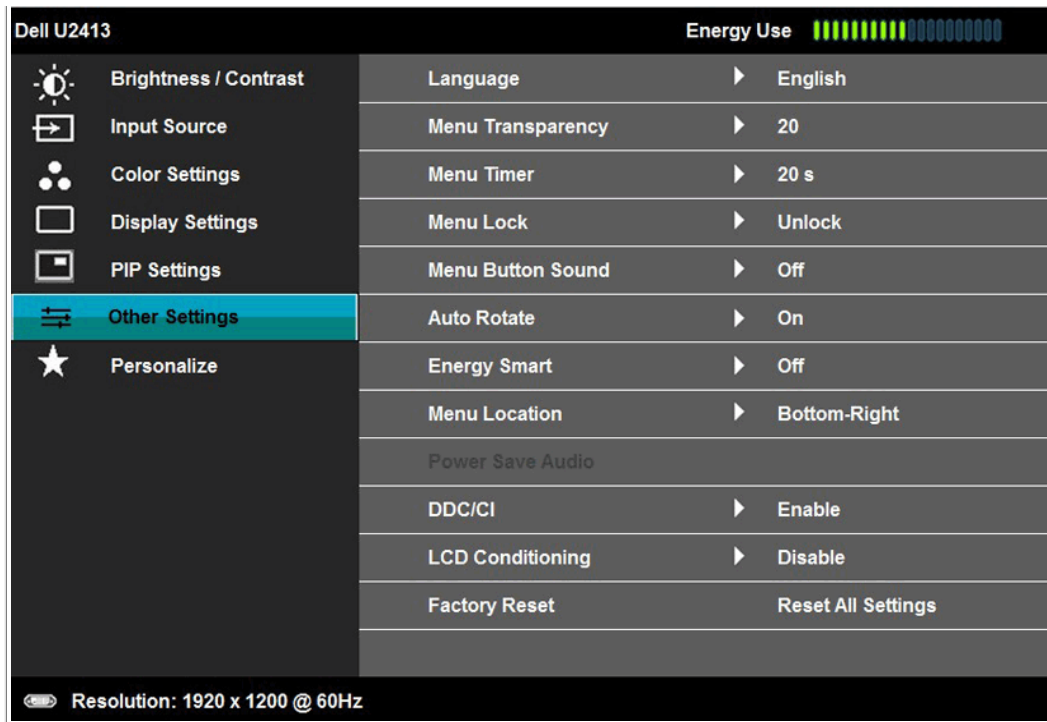 Dell U2413 Energy Use
Brightness / Contrast
Input Source
Color Settings
Display Settings
PIP Settings
Other Settings
Personalize
Language English
Menu Transparency 20
Menu Timer 20 s
Menu Lock Unlock
Menu Button Sound Off
Auto Rotate On
Energy Smart Off
Menu Location Bottom-Right
Power Save Audio
DDC/CI Enable
LCD Conditioning Disable
Factory Reset Reset All Settings
Resolution: 1920 x 1200 @ 60Hz